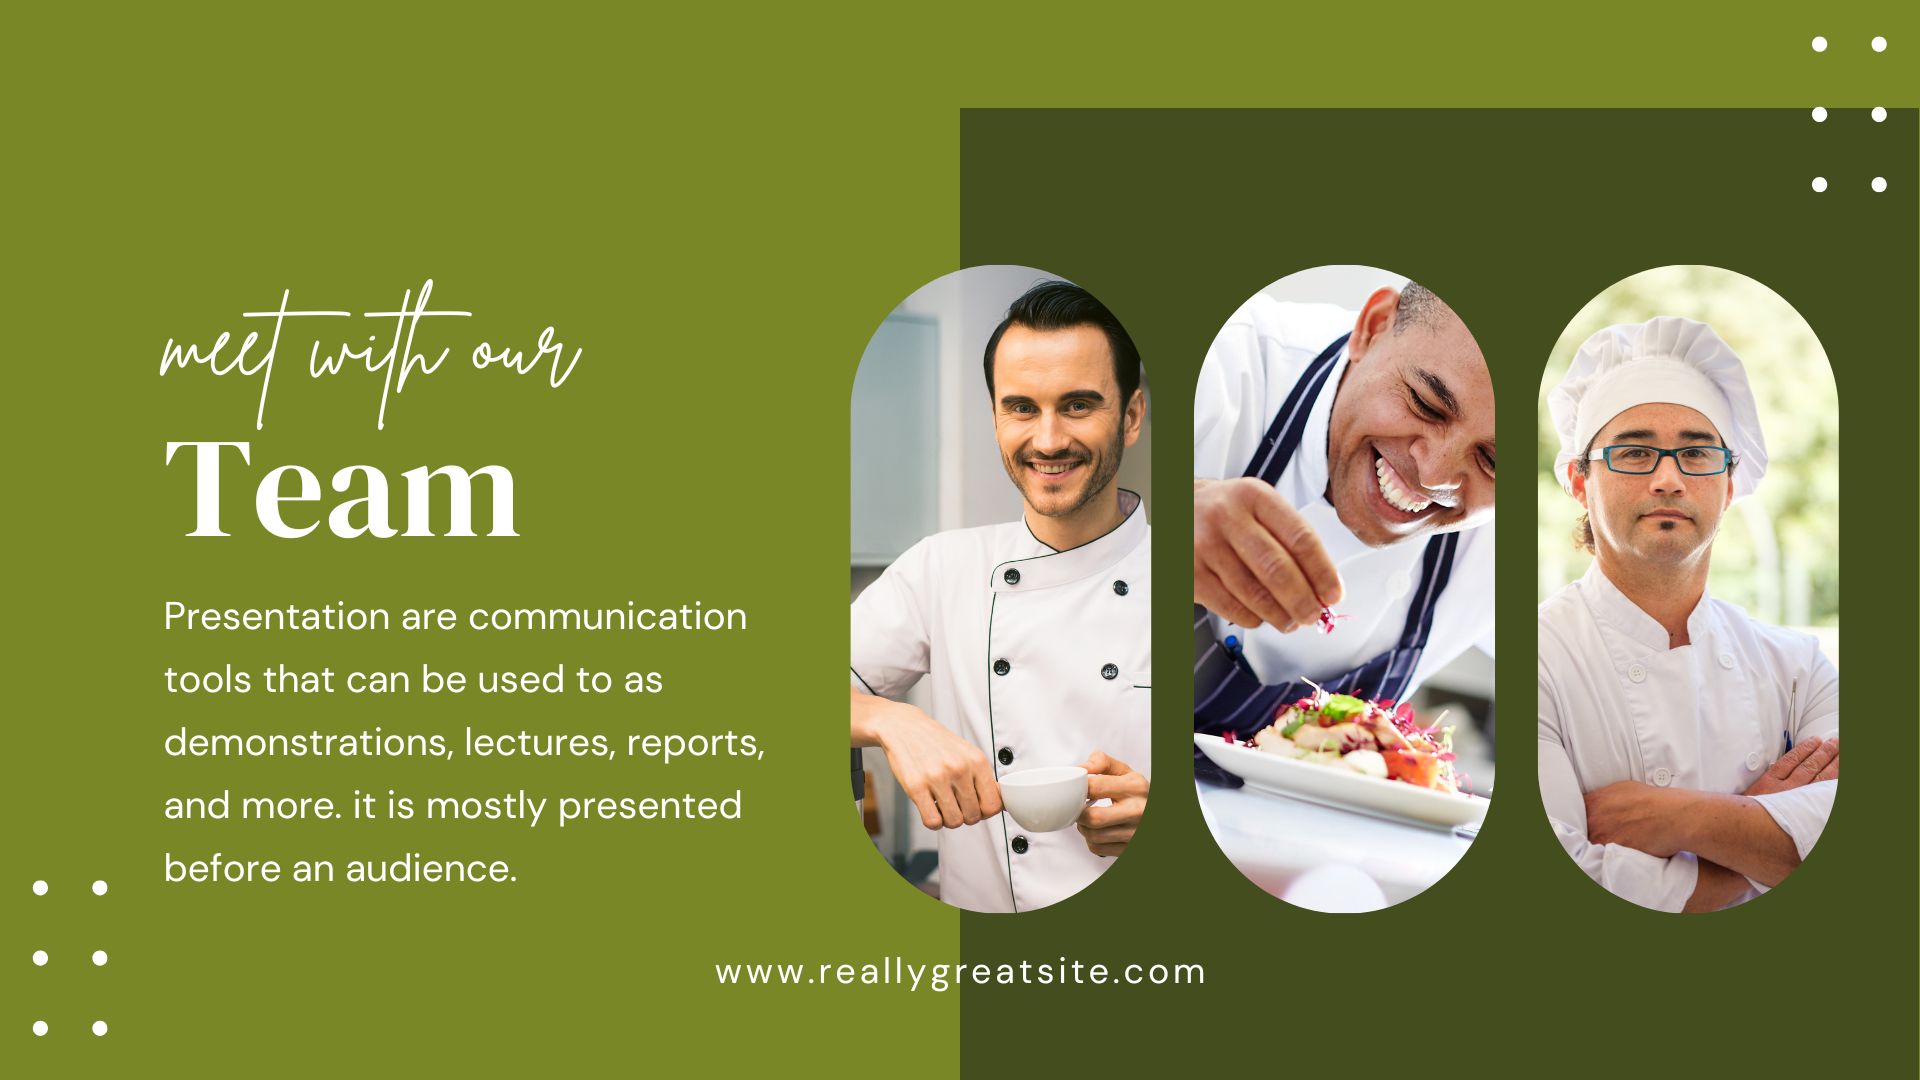 meet with our
Team
Presentation are communication
tools that can be used to as
demonstrations, lectures, reports,
and more. it is mostly presented
before an audience.
www.reallygreatsite.com